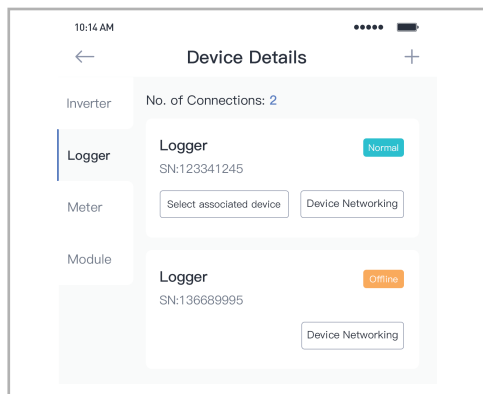 10:14 AM
Device Details
Inverter
Logger
Meter
Module
No. of Connections: 2
Logger
Normal
SN:123341245
Select associated device
Device Networking
Logger
Offline
SN:136689995
Device Networking